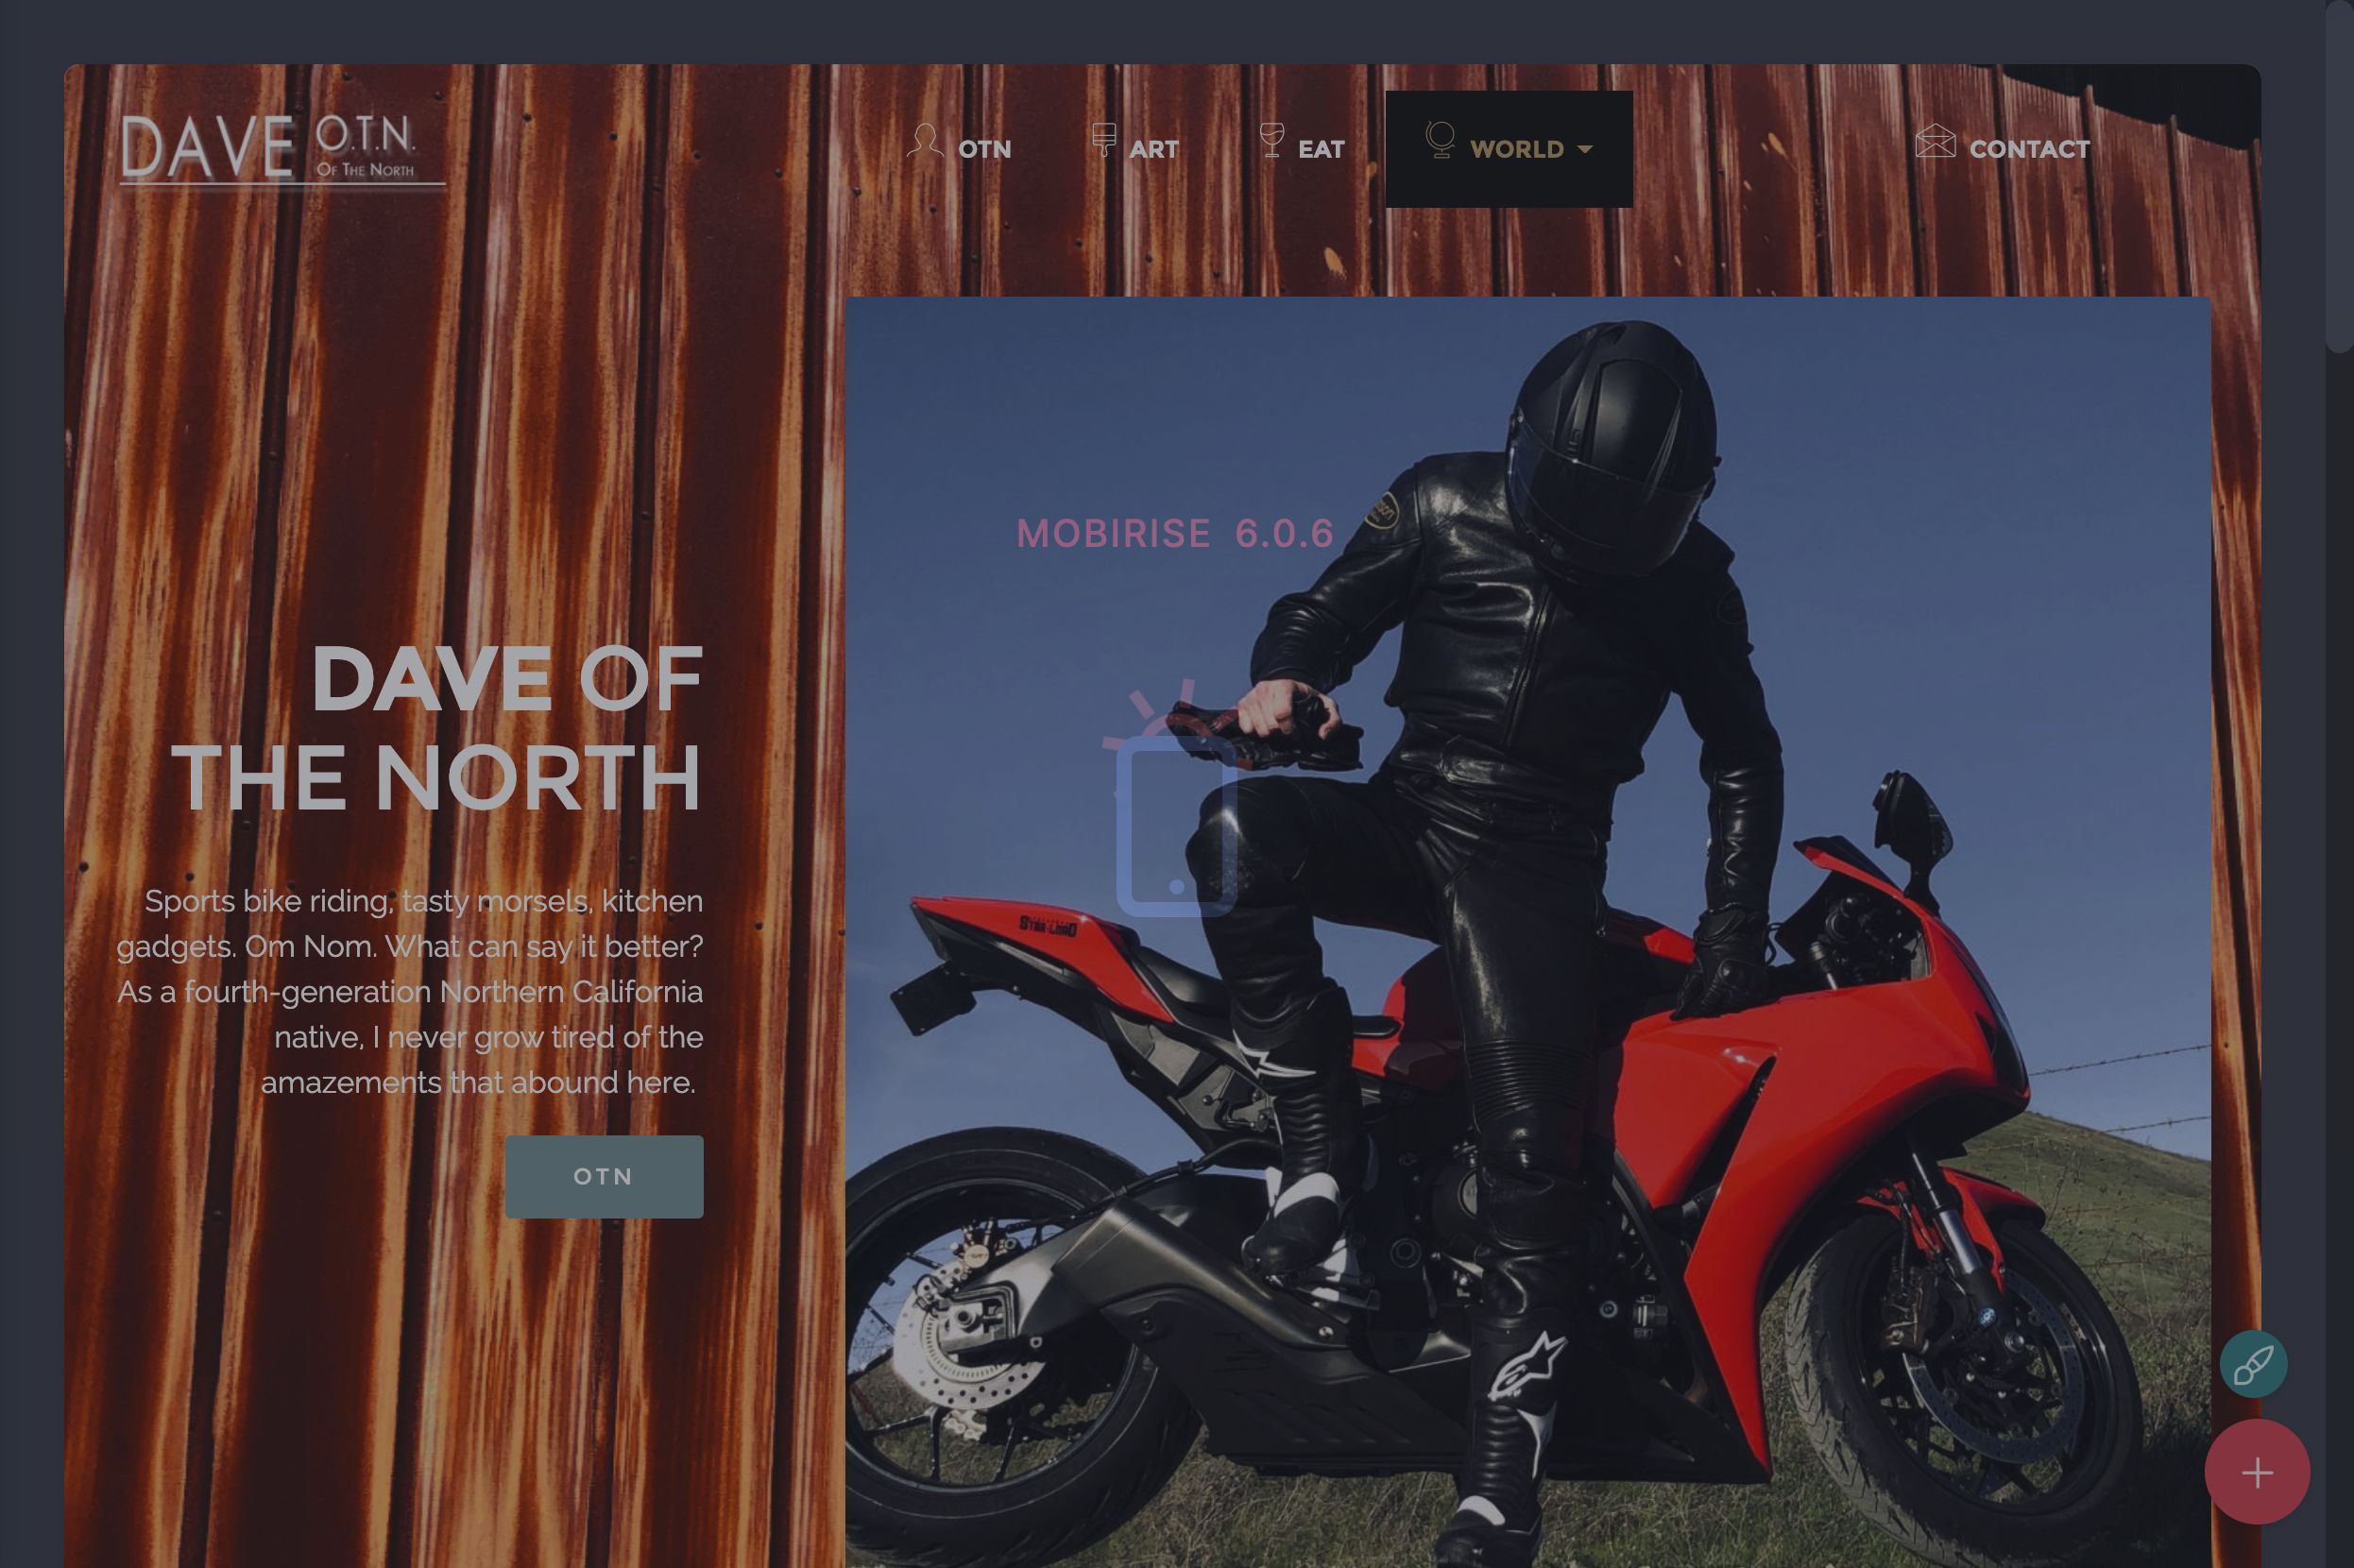 DAVE O.T.N.
OF THE NORTH
OTN
ART
EAT
WORLD
CONTACT
MOBIRISE 6.0.6
DAVE OF
THE NORTH
Sports bike riding, tasty morsels, kitchen
gadgets. Om Nom. What can say it better?
As a fourth-generation Northern California
native, I never grow tired of the
amazements that abound here.
OTN
STAR-LORD